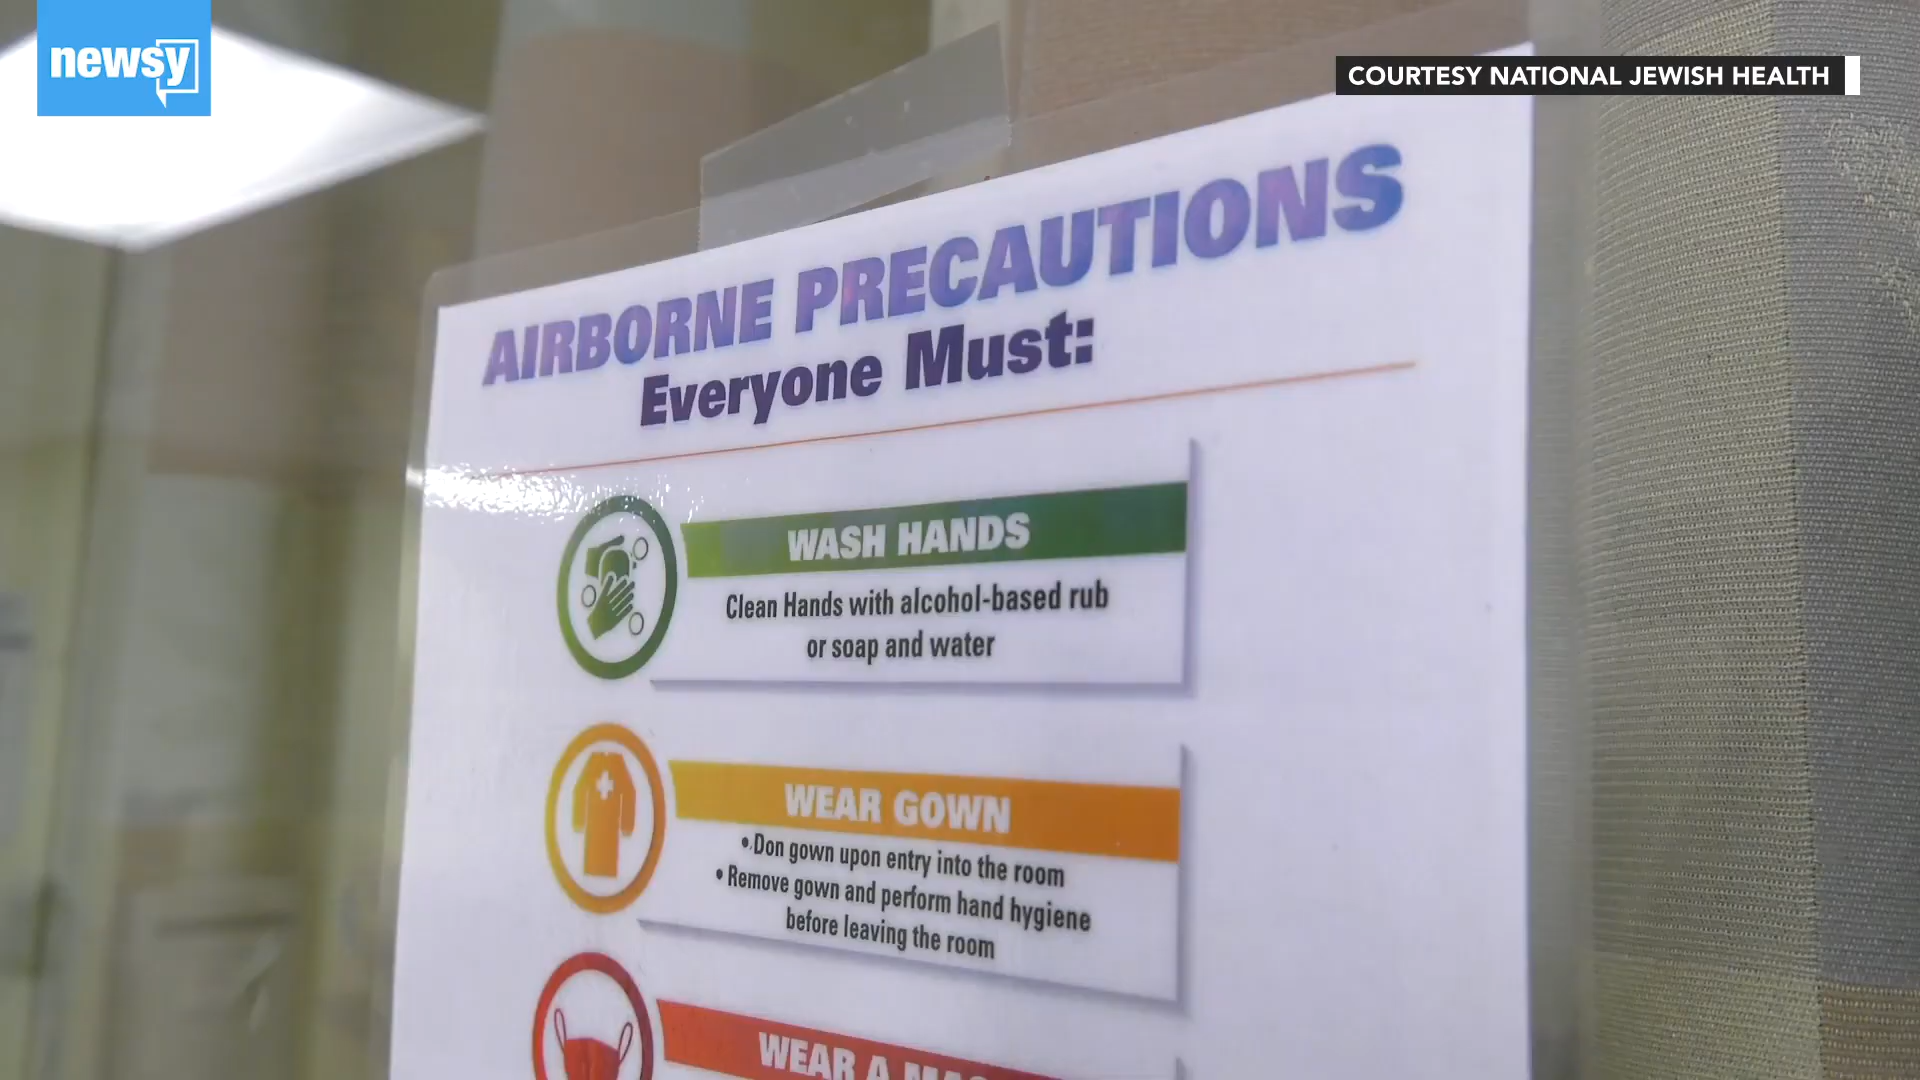 newsy
COURTESY NATIONAL JEWISH HEALTH
AIRBORNE PRECAUTIONS
Everyone Must:
WASH HANDS
Clean Hands with alcohol-based rub
or soap and water
WEAR GOWN
• Don gown upon entry into the room
• Remove gown and perform hand hygiene
before leaving the room
WEAR A